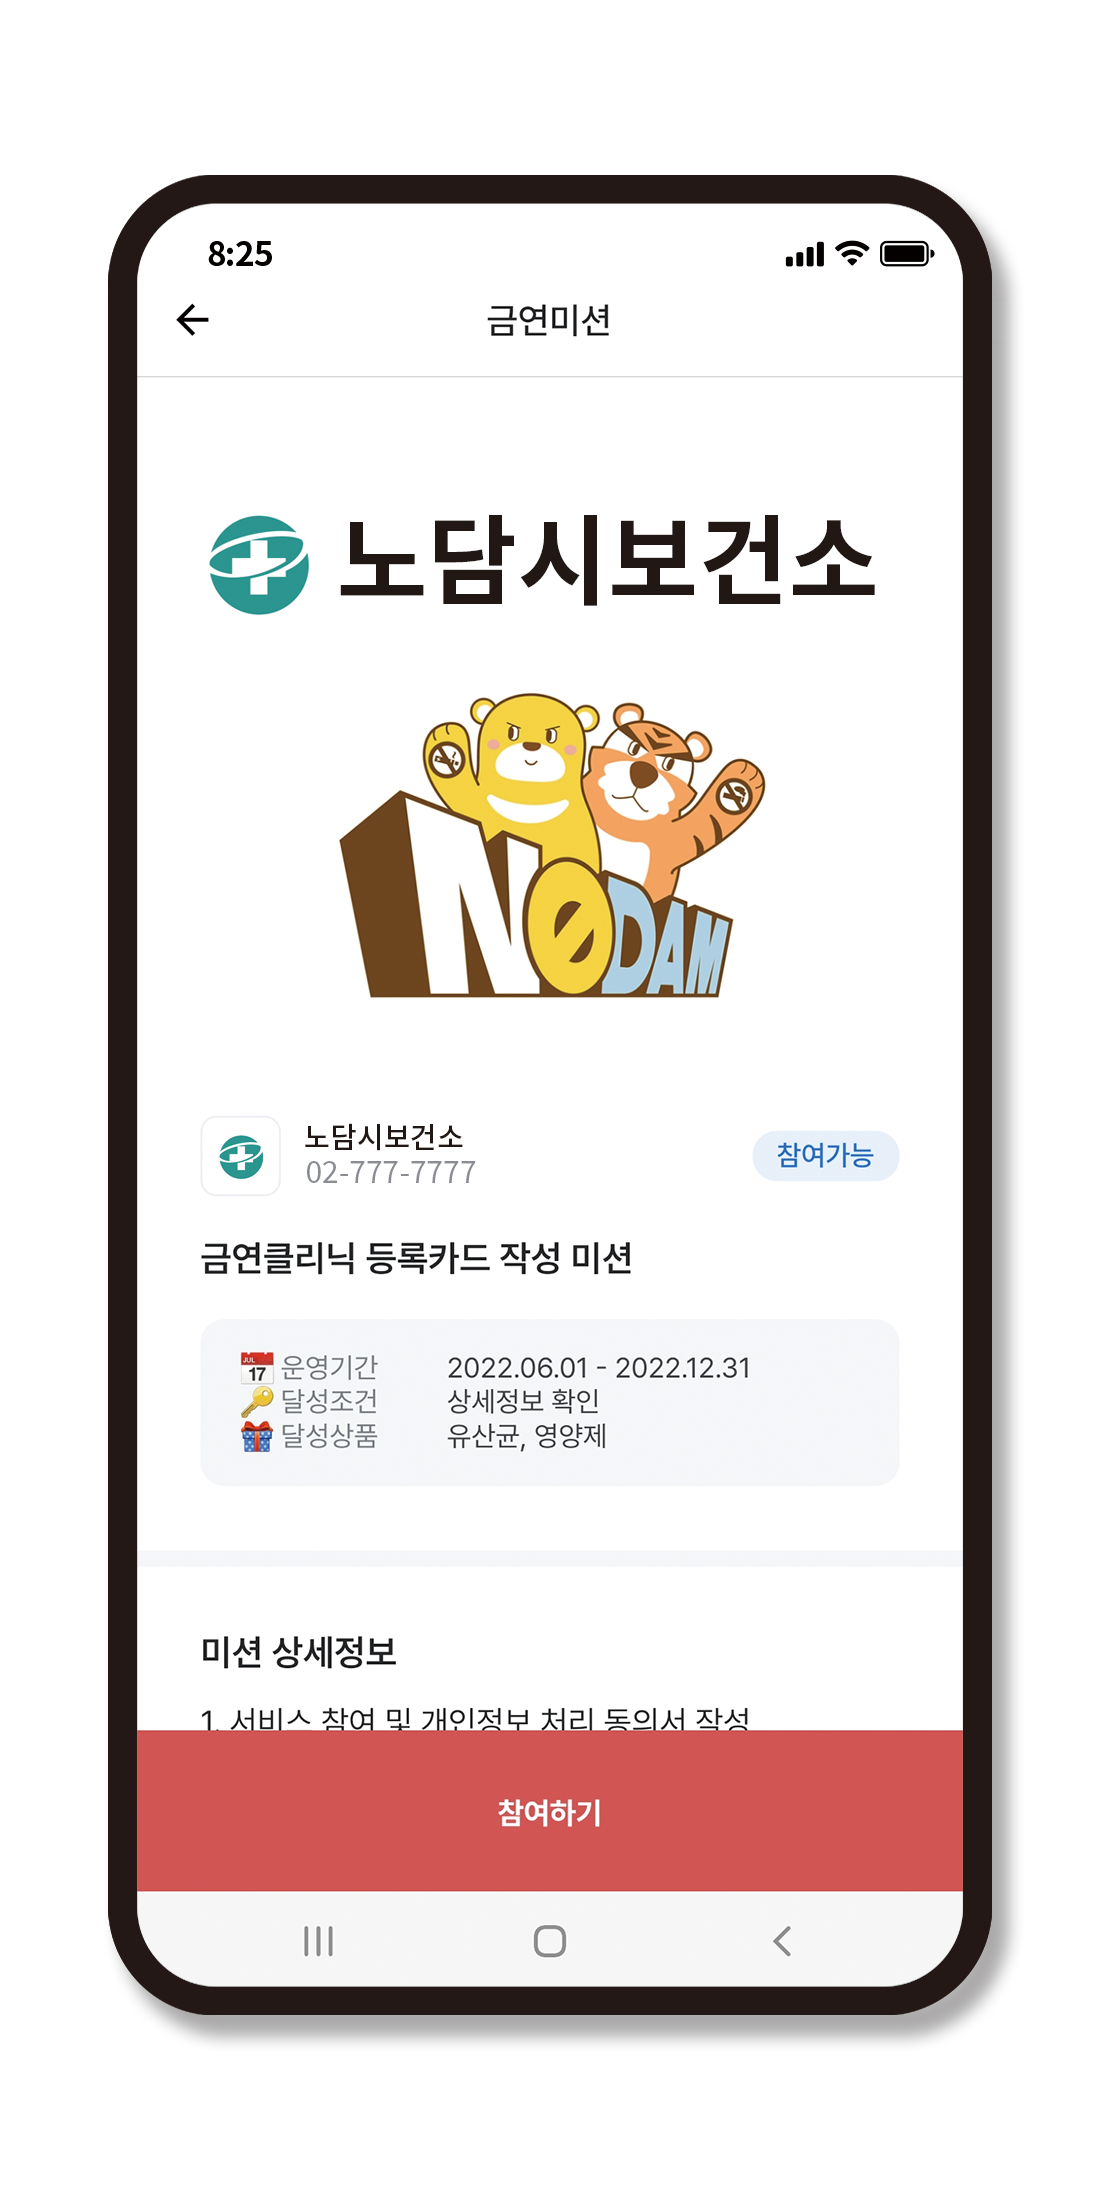 8:25
금연미션
노담시보건소
NODAM
노담시보건소
02-777-7777
참여가능
금연클리닉 등록카드 작성 미션
JUL
17
운영기간 2022.06.01 - 2022.12.31
달성조건 상세정보 확인
달성상품 유산균, 영양제
미션 상세정보
1. 서비스 참여 및 개인정보 처리 동의서 작성
참여하기